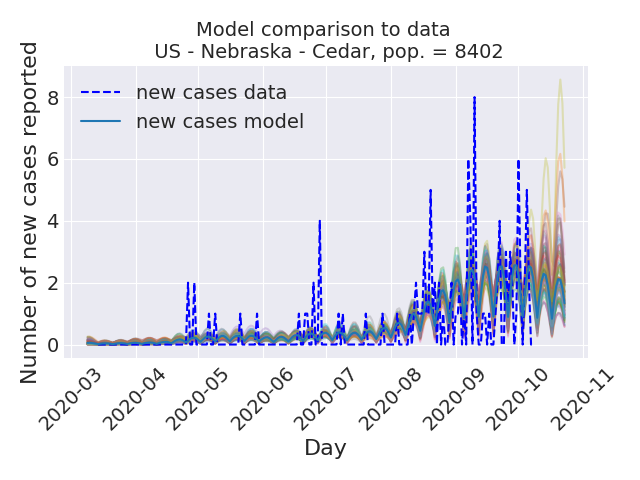 Model comparison to data
US - Nebraska - Cedar, pop. = 8402
Number of new cases reported
8
6
4
2
0
new cases data
new cases model
2020-03
2020-04
2020-05
2020-06
2020-07
2020-08
2020-09
2020-10
2020-11
Day